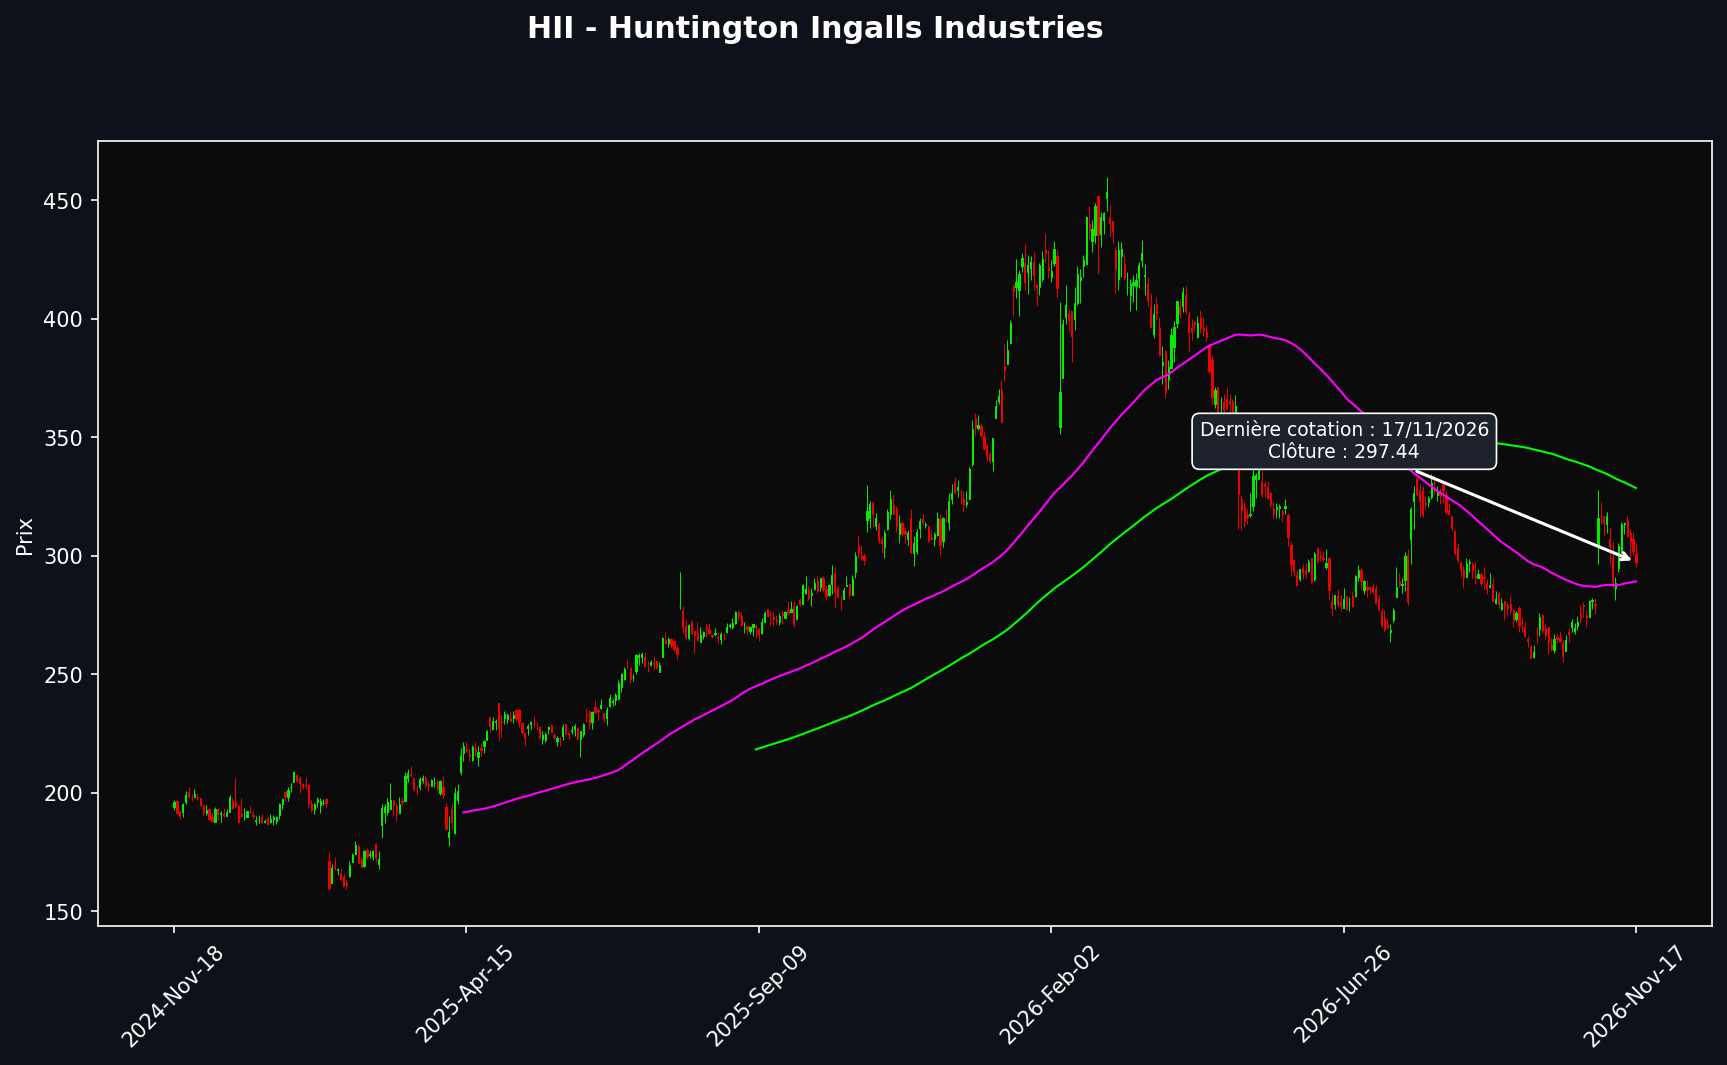 HII - Huntington Ingalls Industries
Prix
450
400
350
300
250
200
150
Dernière cotation : 17/11/2026
Clôture : 297.44
2024-Nov-18
2025-Apr-15
2025-Sep-09
2026-Feb-02
2026-Jun-26
2026-Nov-17